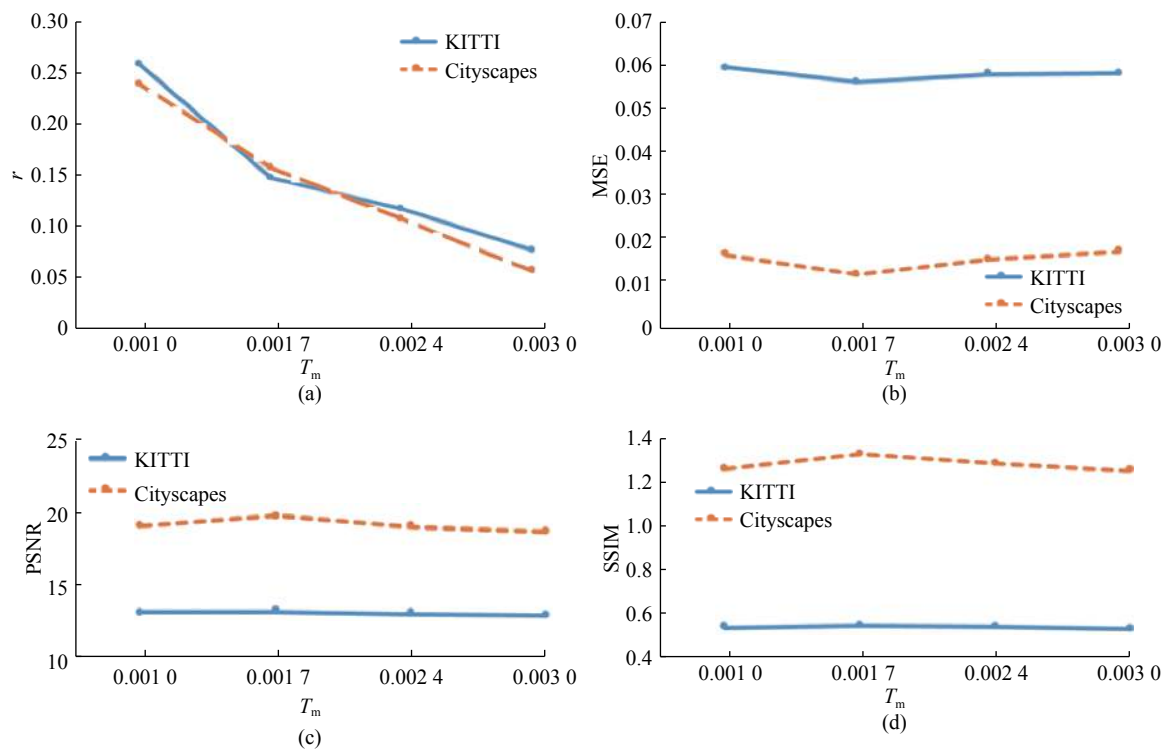 0.30
0.25
0.20
0.15
0.10
0.05
0
r
KITTI
Cityscapes
0.001 0 0.001 7 0.002 4 0.003 0
Tm
(a)
0.07
0.06
0.05
0.04
0.03
0.02
0.01
0
MSE
KITTI
Cityscapes
0.001 0 0.001 7 0.002 4 0.003 0
Tm
(b)
25
20
15
10
PSNR
KITTI
Cityscapes
0.001 0 0.001 7 0.002 4 0.003 0
Tm
(c)
1.4
1.2
1.0
0.8
0.6
0.4
SSIM
KITTI
Cityscapes
0.001 0 0.001 7 0.002 4 0.003 0
Tm
(d)